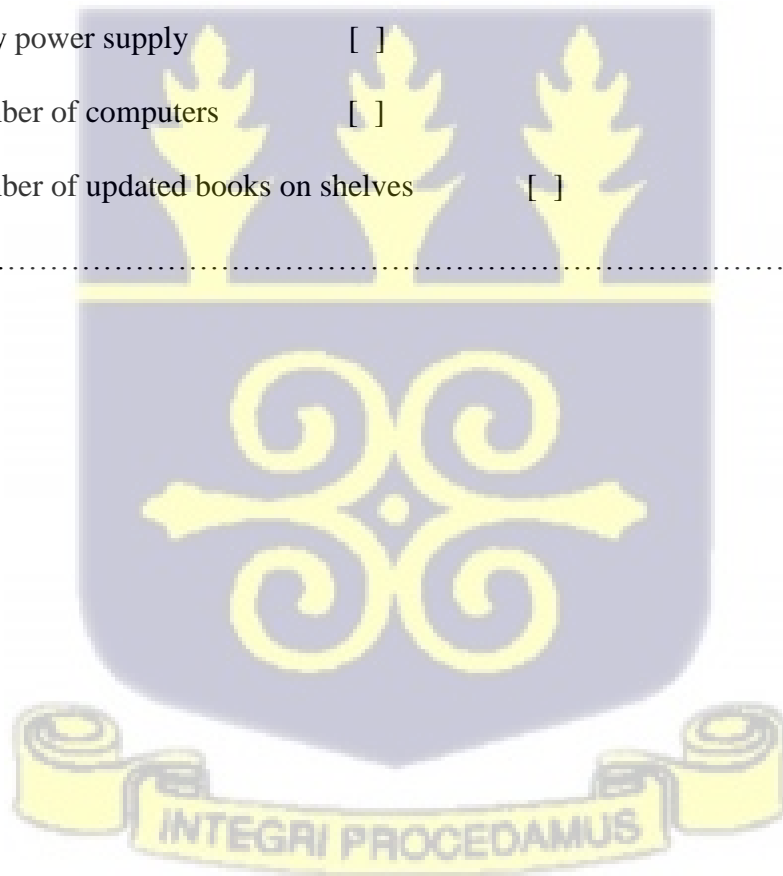 y power supply [ ]
ber of computers [ ]
ber of updated books on shelves [ ]
……………………………………………………………………………
INTEGRI PROCEDAMUS